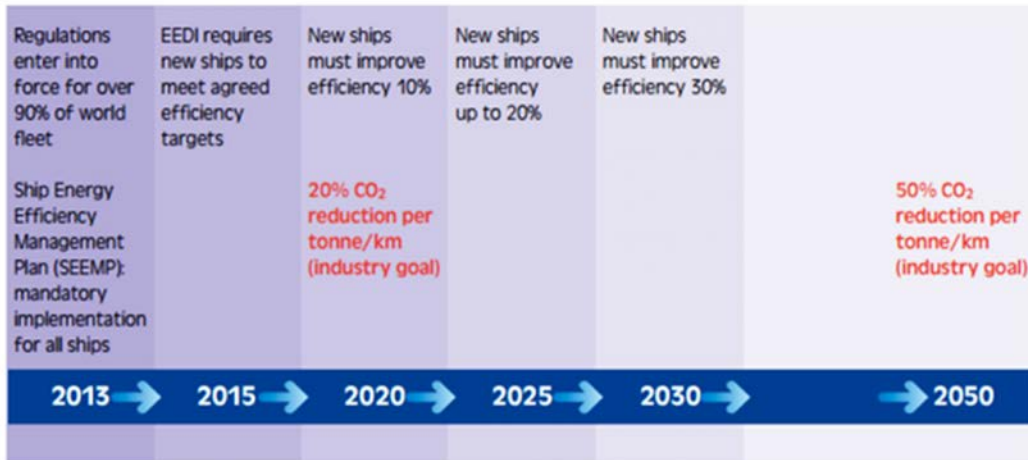 Regulations
enter into
force for over
90% of world
fleet
EEDI requires
new ships to
meet agreed
efficiency
targets
New ships
must improve
efficiency 10%
New ships
must improve
efficiency
up to 20%
New ships
must improve
efficiency 30%
Ship Energy
Efficiency
Management
Plan (SEEMP):
mandatory
implementation
for all ships
20% CO₂
reduction per
tonne/km
(industry goal)
50% CO₂
reduction per
tonne/km
(industry goal)
2013
2015
2020
2025
2030
2050